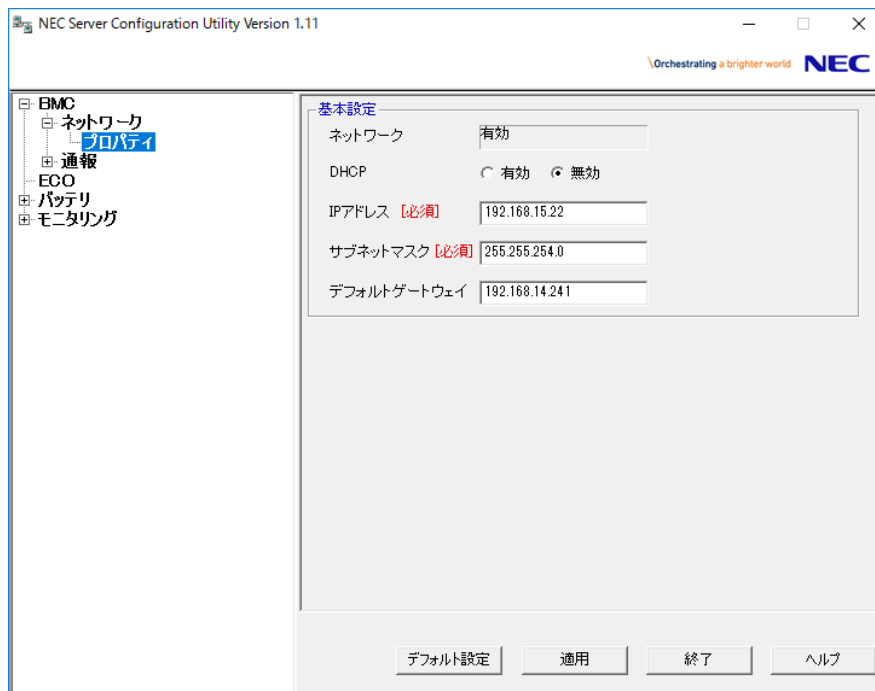 NEC Server Configuration Utility Version 1.11
\Orchestrating a brighter world NEC
BMC
ネットワーク
プロパティ
通報
ECO
バッテリ
モニタリング
基本設定
ネットワーク 有効
DHCP 有効 無効
IPアドレス [必須] 192.168.15.22
サブネットマスク [必須] 255.255.254.0
デフォルトゲートウェイ 192.168.14.241
デフォルト設定 適用 終了 ヘルプ